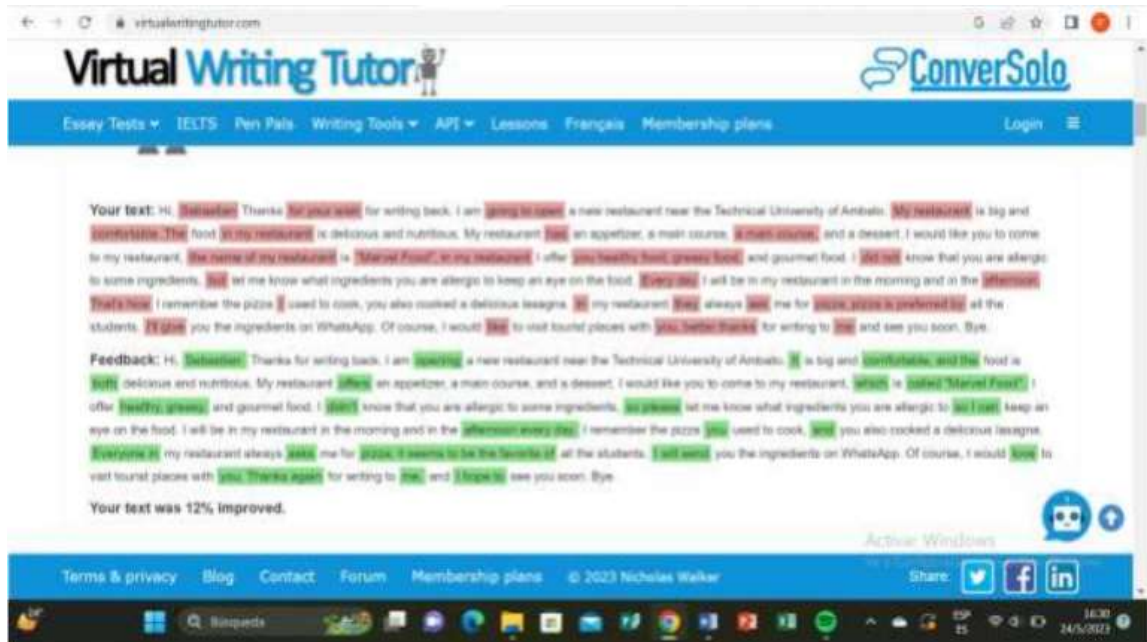 virtualwritingtutor.com
Virtual Writing Tutor
ConverSolo
Essay Tests IELTS Pen Pals Writing Tools API Lessons Français Membership plans Login
Your text: Hi, Sebastian Thanks for your wait for writing back. I am going to open a new restaurant near the Technical University of Ambato. My restaurant is big and
comfortable. The food in my restaurant is delicious and nutritious. My restaurant has an appetizer, a main course, a main course, and a dessert. I would like you to come
to my restaurant, the name of my restaurant is "Marvel Food", in my restaurant I offer you healthy food, greasy food, and gourmet food. I did not know that you are allergic
to some ingredients, but let me know what ingredients you are allergic to keep an eye on the food. Every day I will be in my restaurant in the morning and in the afternoon.
That's how I remember the pizza I used to cook, you also cooked a delicious lasagna. In my restaurant they always ask me for pizza, pizza is preferred by all the
students. I'll give you the ingredients on WhatsApp. Of course, I would like to visit tourist places with you, better thanks for writing to me and see you soon. Bye.
Feedback: Hi, Sebastian. Thanks for writing back. I am opening a new restaurant near the Technical University of Ambato. It is big and comfortable, and the food is
both delicious and nutritious. My restaurant offers an appetizer, a main course, and a dessert. I would like you to come to my restaurant, which is called "Marvel Food". I
offer healthy, greasy, and gourmet food. I didn't know that you are allergic to some ingredients, so please let me know what ingredients you are allergic to so I can keep an
eye on the food. I will be in my restaurant in the morning and in the afternoon every day. I remember the pizza you used to cook, and you also cooked a delicious lasagna.
Everyone in my restaurant always asks me for pizza, it seems to be the favorite of all the students. I will send you the ingredients on WhatsApp. Of course, I would love to
visit tourist places with you. Thanks again for writing to me, and I hope to see you soon. Bye.
Your text was 12% improved.
Activar Windows
Terms & privacy Blog Contact Forum Membership plans © 2023 Nicholas Walker Share
Búsqueda
ESP
ES
16:30
24/5/2023